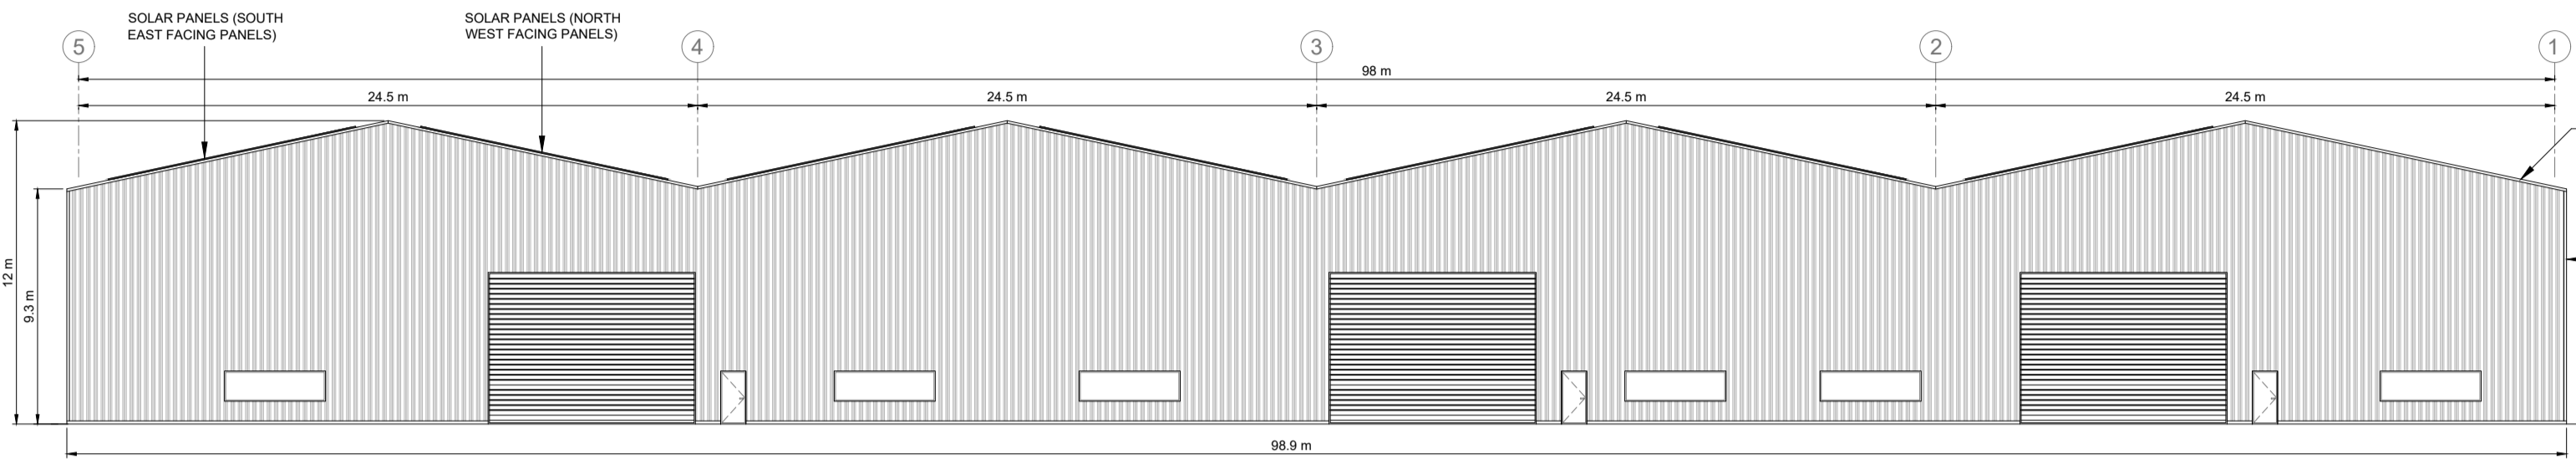 SOLAR PANELS (SOUTH
EAST FACING PANELS)
SOLAR PANELS (NORTH
WEST FACING PANELS)
5
4
3
2
1
98 m
24.5 m
24.5 m
24.5 m
24.5 m
12 m
9.3 m
98.9 m